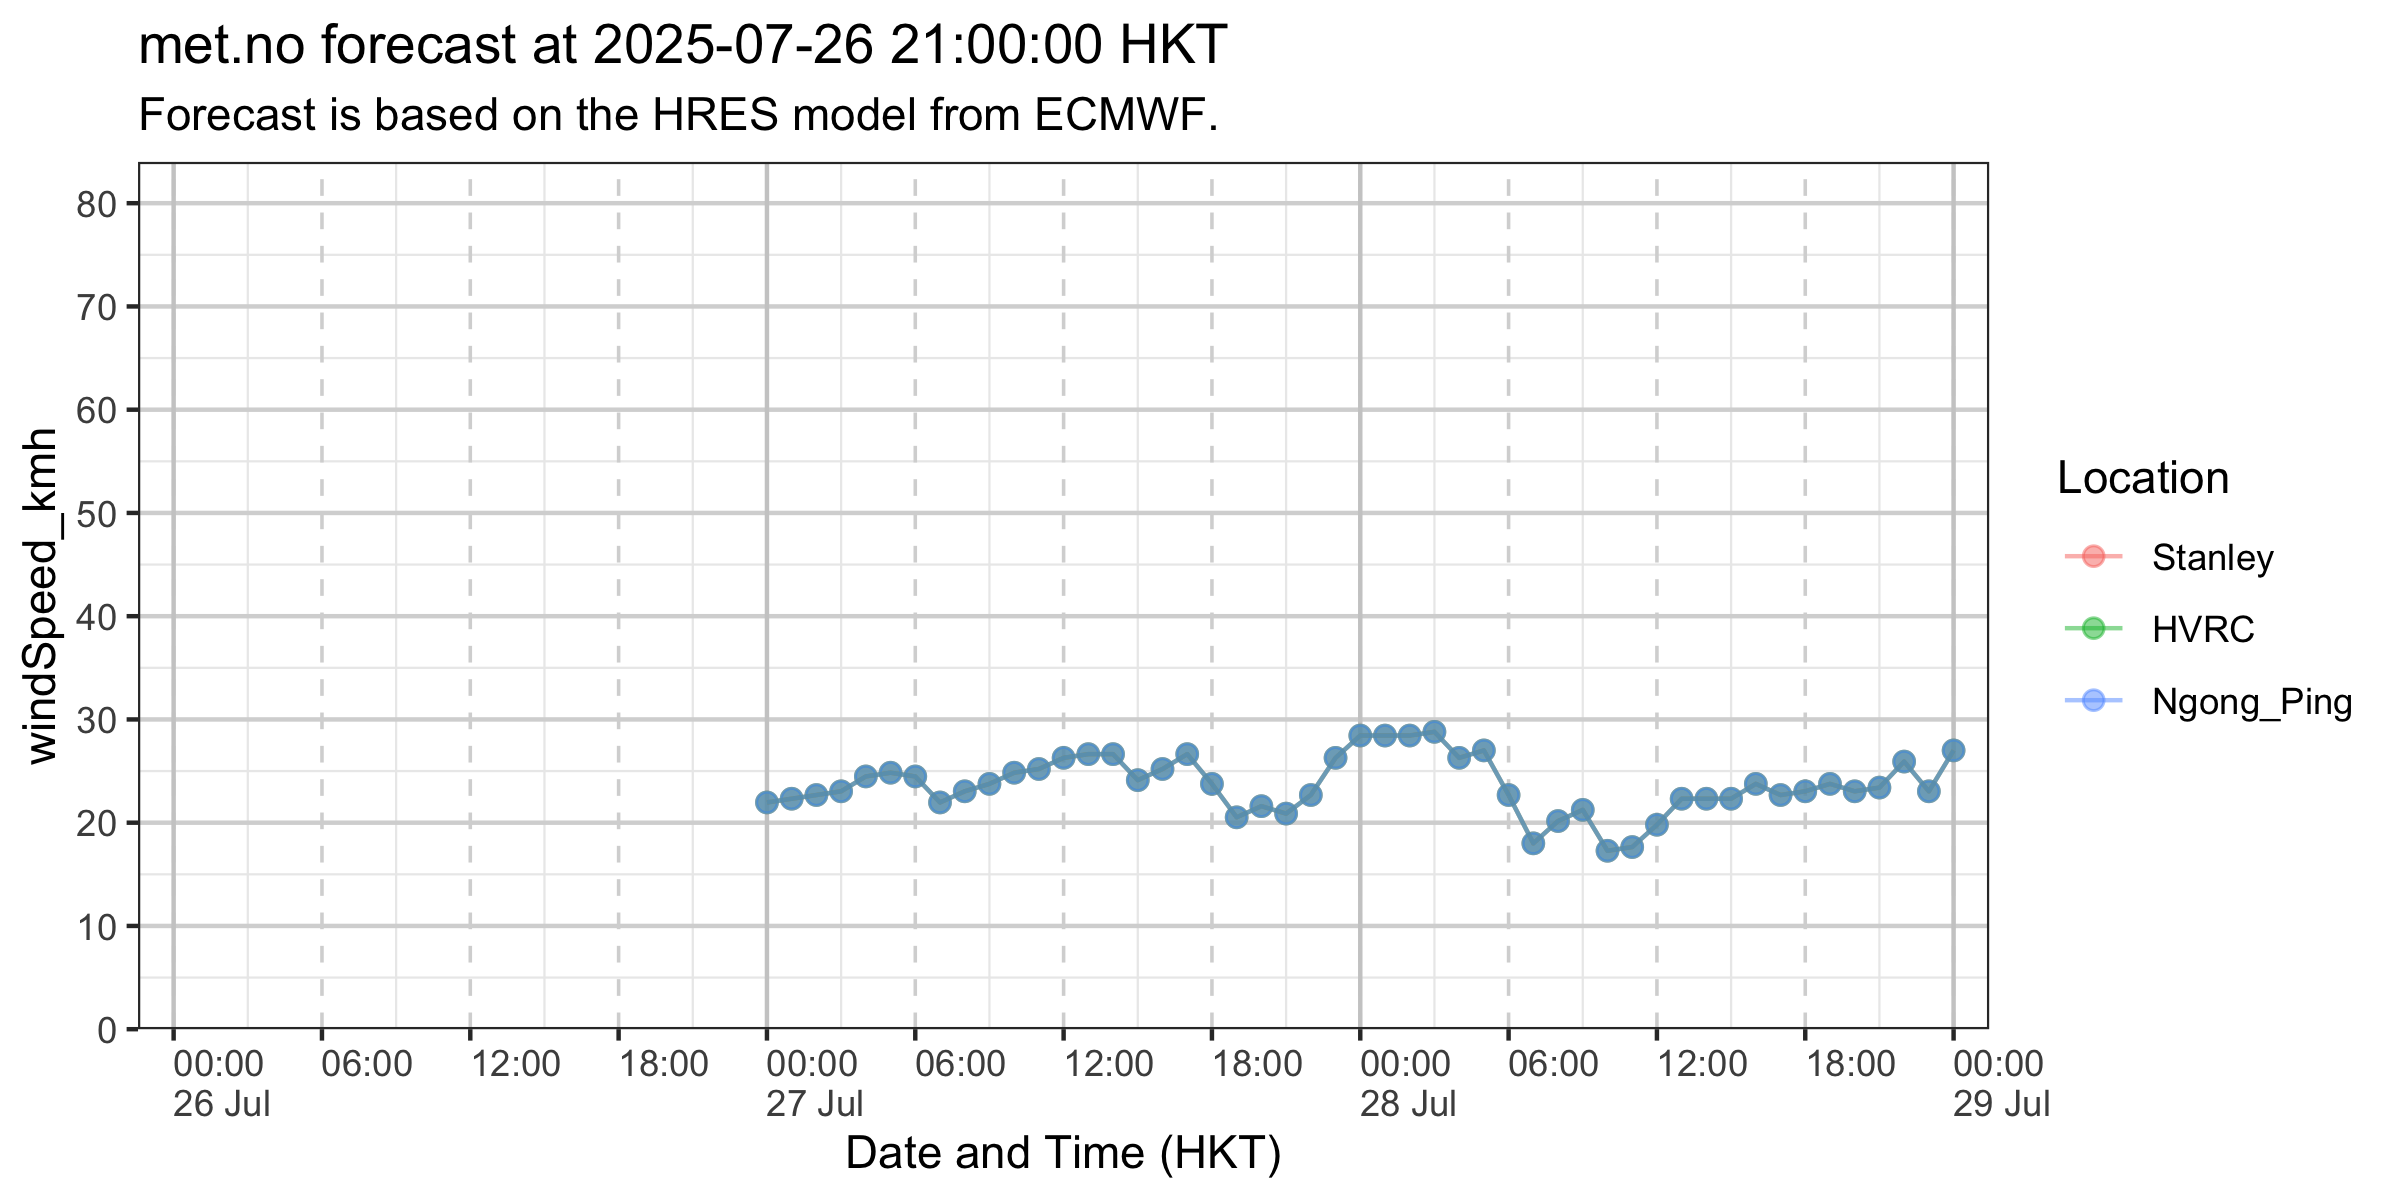 met.no forecast at 2025-07-26 21:00:00 HKT
Forecast is based on the HRES model from ECMWF.
windSpeed_kmh
80
70
60
50
40
30
20
10
0
00:00 06:00 12:00 18:00 00:00 06:00 12:00 18:00 00:00 06:00 12:00 18:00 00:00
26 Jul 27 Jul 28 Jul 29 Jul
Date and Time (HKT)
Location
Stanley
HVRC
Ngong_Ping